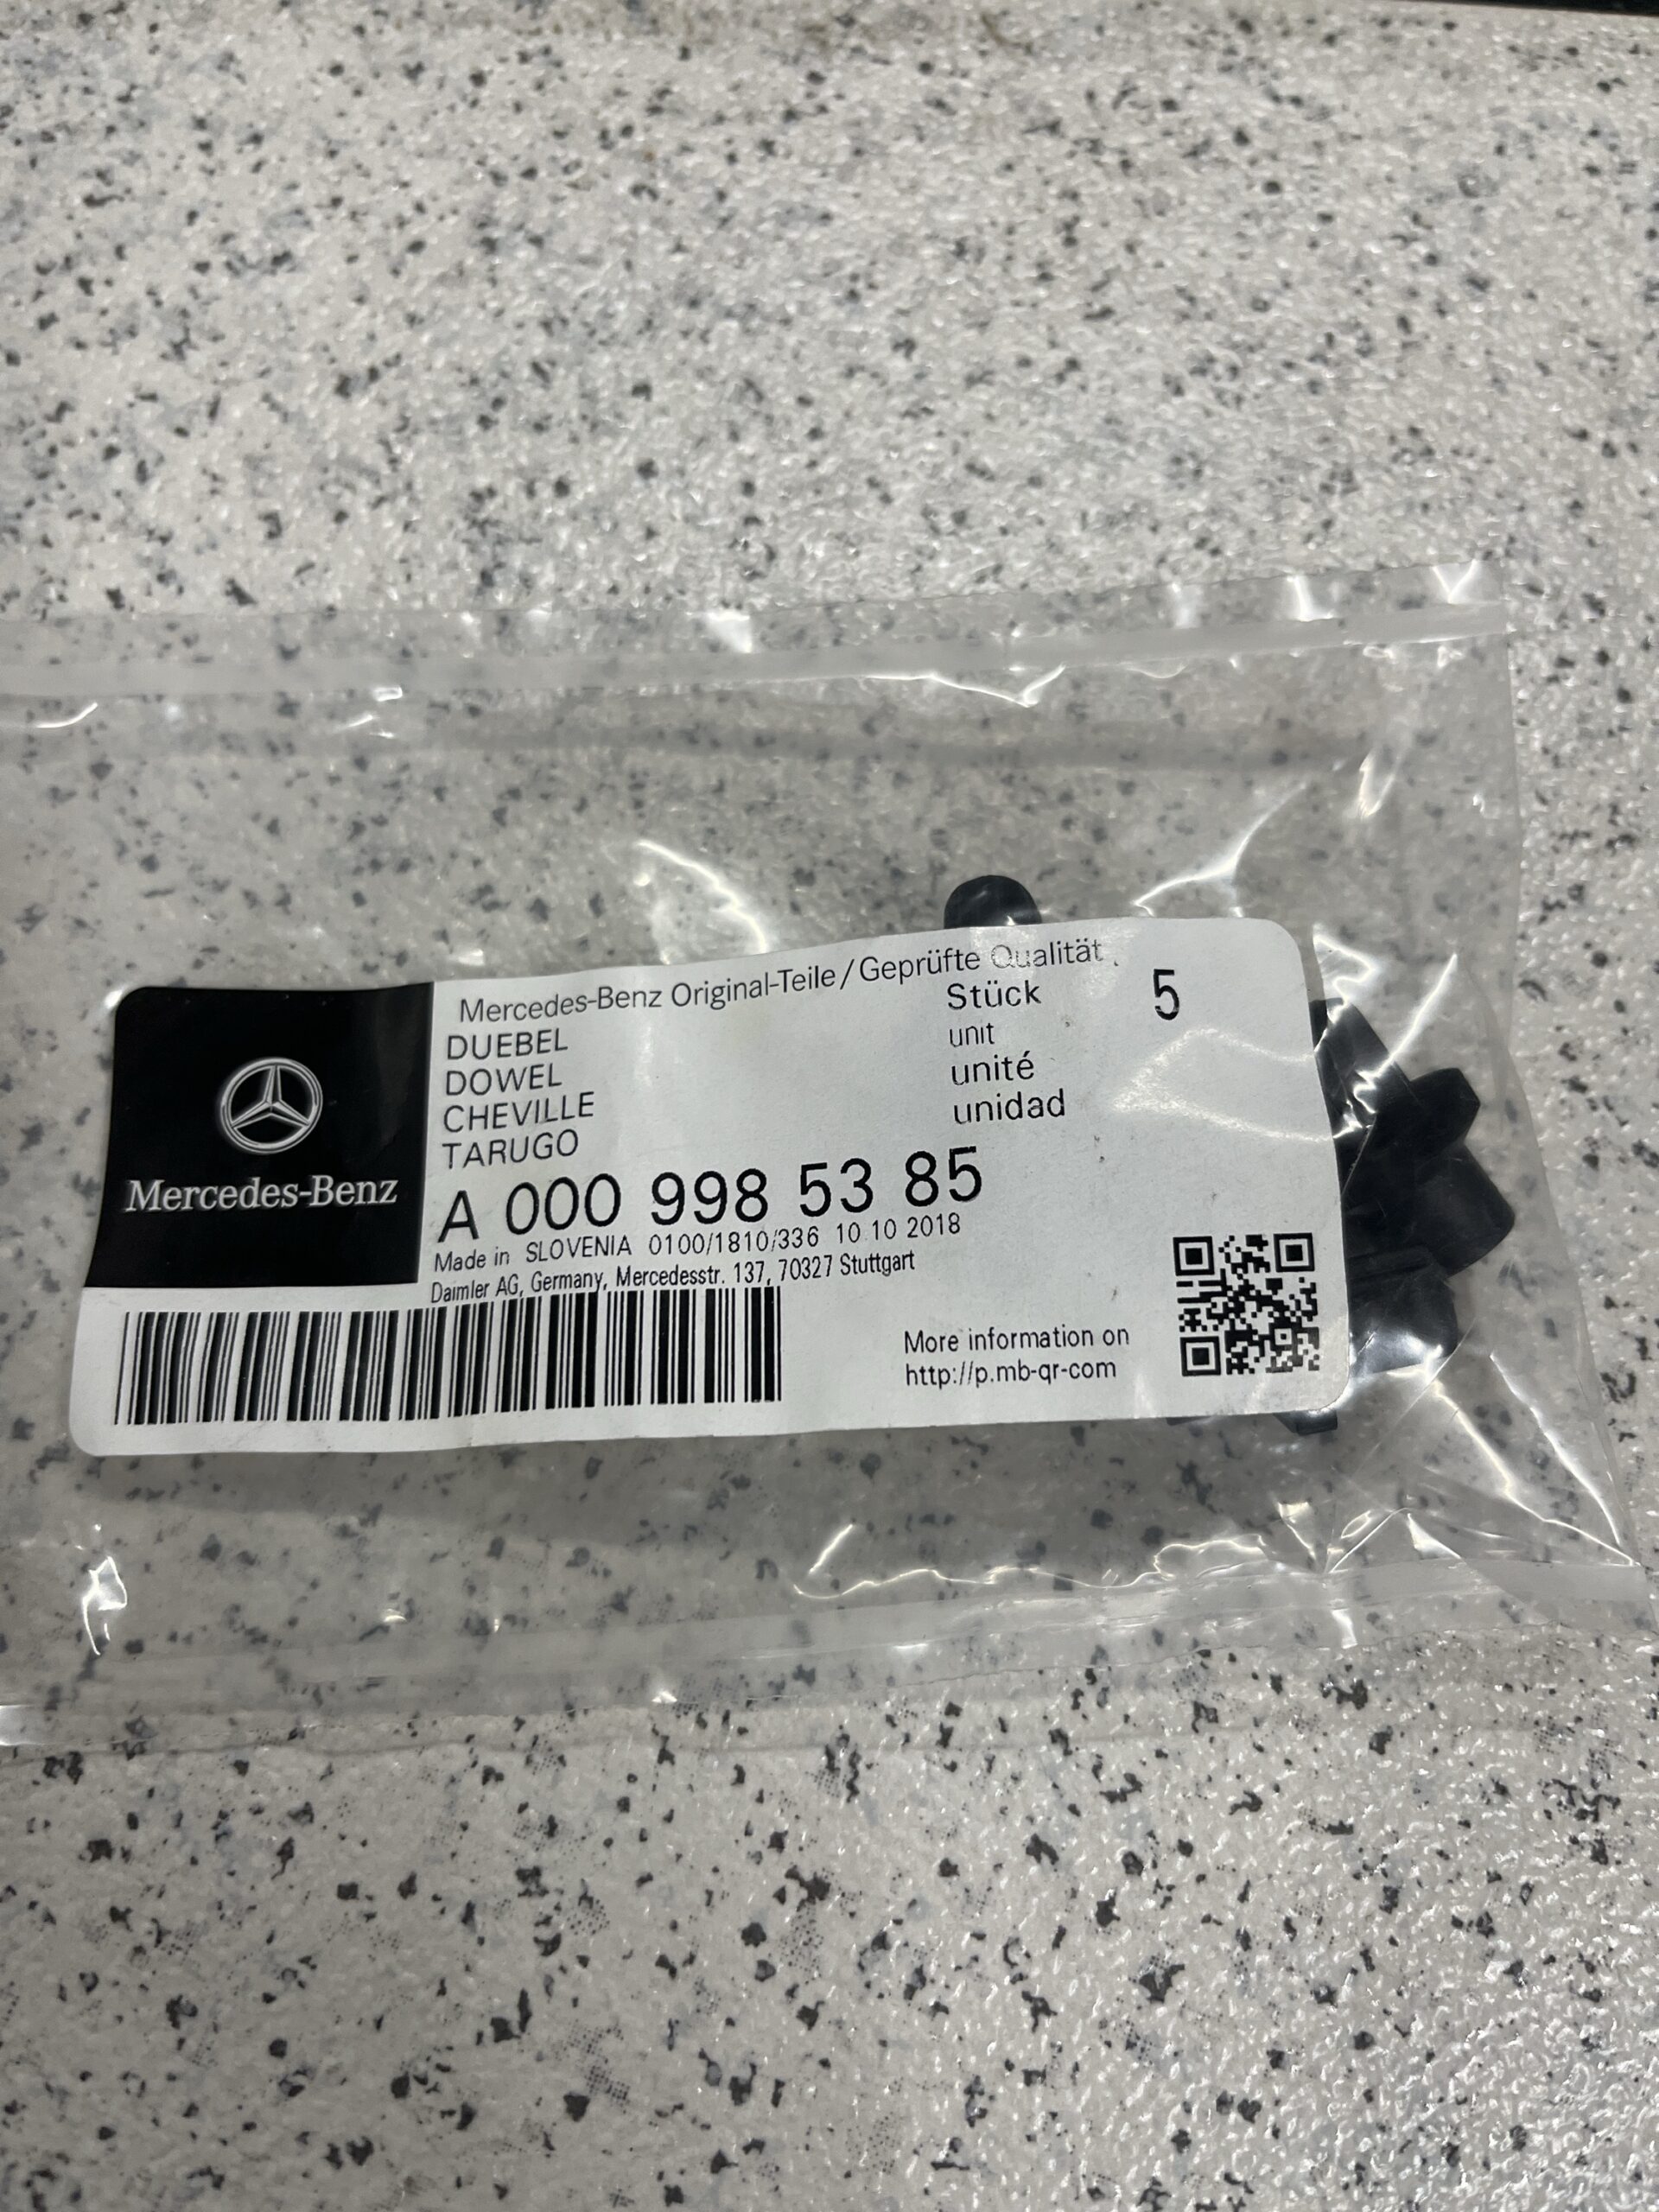 Mercedes-Benz Original-Teile/Geprüfte Qualität
DUEBEL
DOWEL
CHEVILLE
TARUGO
Stück 5
unit
unité
unidad
Mercedes-Benz
A 000 998 53 85
Made in SLOVENIA 0100/1810/336 10 10 2018
Daimler AG, Germany, Mercedesstr. 137, 70327 Stuttgart
More information on
http://p.mb-qr-com